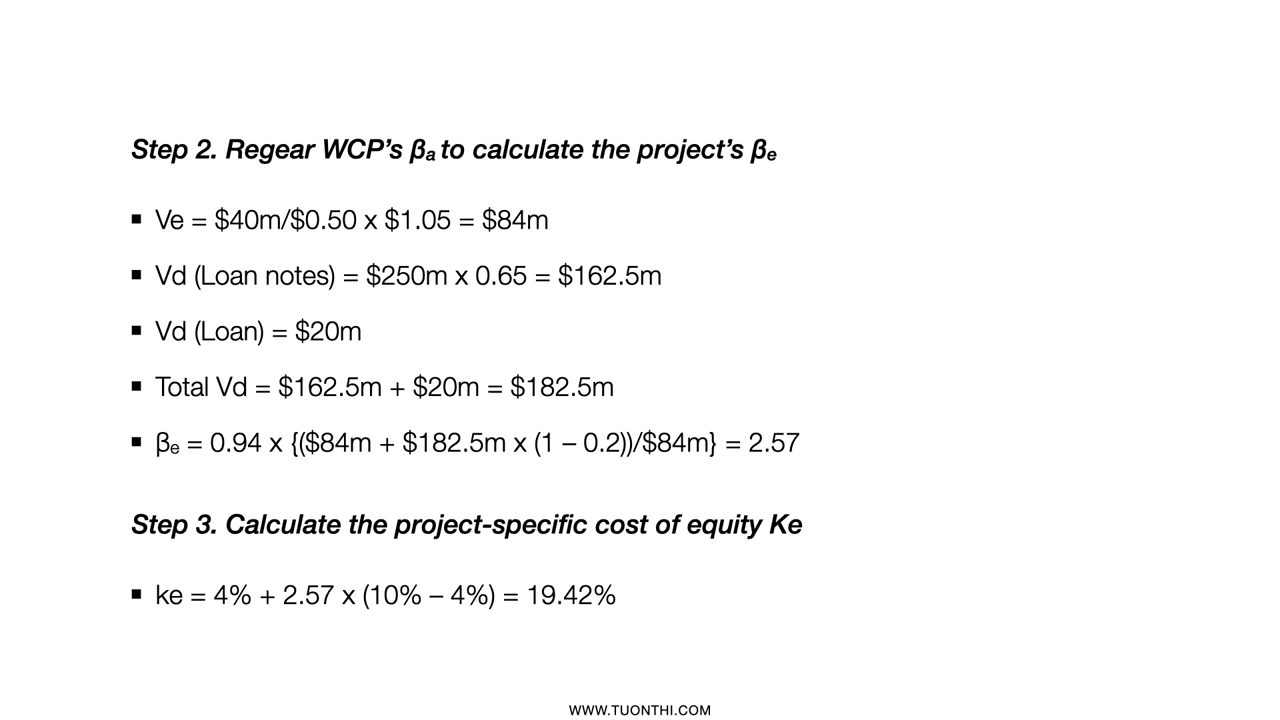 Step 2. Regear WCP’s βa to calculate the project’s βe
▪ Ve = $40m/$0.50 x $1.05 = $84m
▪ Vd (Loan notes) = $250m x 0.65 = $162.5m
▪ Vd (Loan) = $20m
▪ Total Vd = $162.5m + $20m = $182.5m
▪ βe = 0.94 x {($84m + $182.5m x (1 – 0.2))/$84m} = 2.57
Step 3. Calculate the project-specific cost of equity Ke
▪ ke = 4% + 2.57 x (10% – 4%) = 19.42%
WWW.TUONTHI.COM